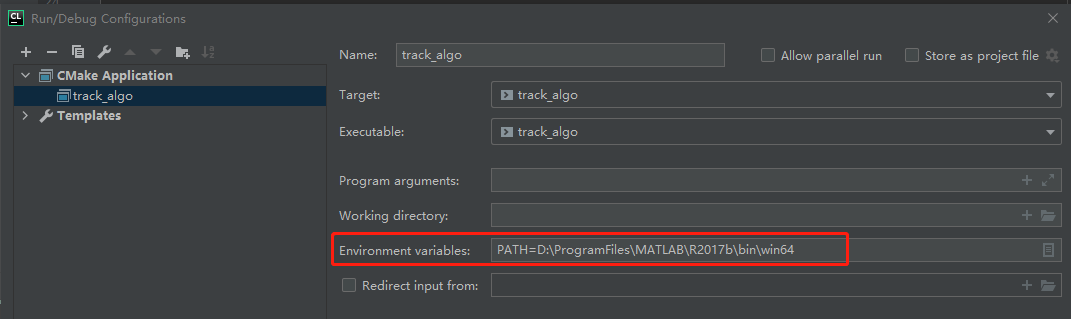 CL Run/Debug Configurations
Name: track_algo Allow parallel run Store as project file
CMake Application
track_algo
Templates
Target: track_algo
Executable: track_algo
Program arguments:
Working directory:
Environment variables: PATH=D:\ProgramFiles\MATLAB\R2017b\bin\win64
Redirect input from: